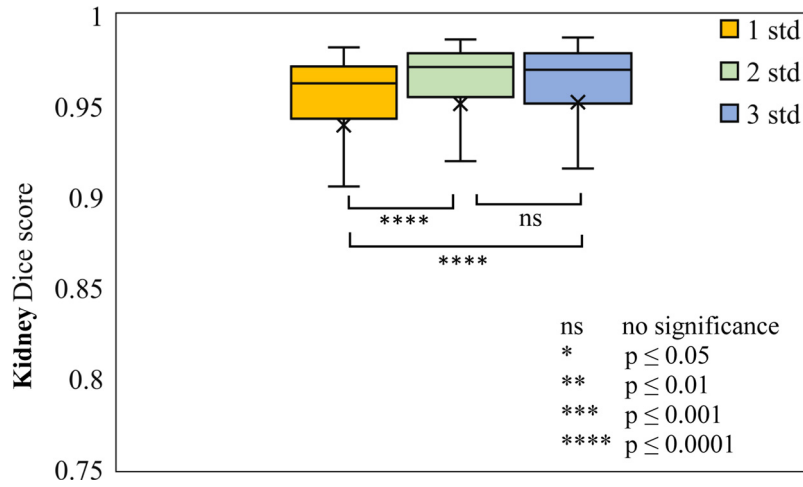 1
0.95
0.9
0.85
0.8
0.75
Kidney Dice score
1 std
2 std
3 std
****
ns
****
ns no significance
* p ≤ 0.05
** p ≤ 0.01
*** p ≤ 0.001
**** p ≤ 0.0001